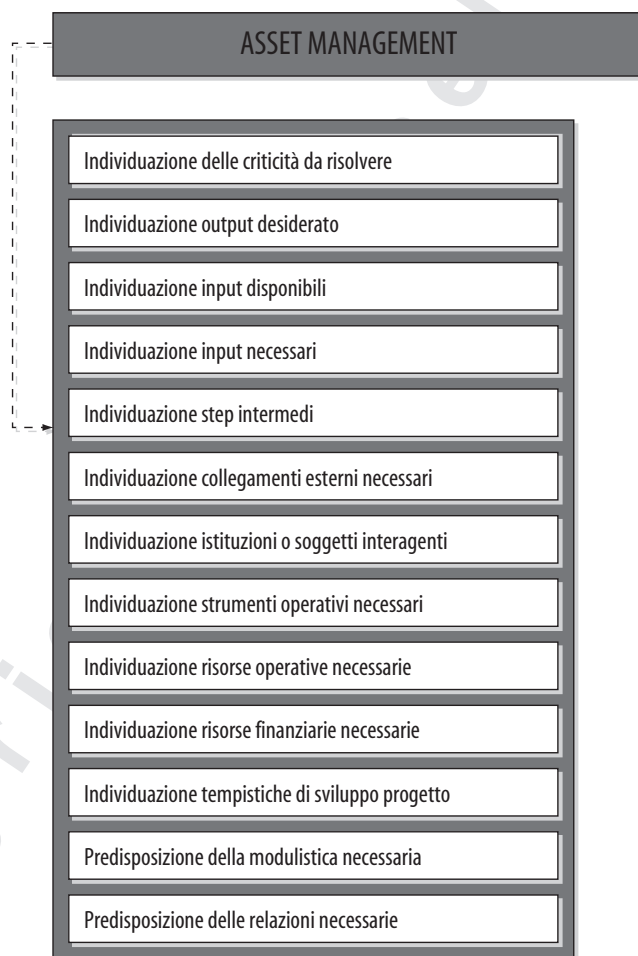 ASSET MANAGEMENT
Individuazione delle criticità da risolvere
Individuazione output desiderato
Individuazione input disponibili
Individuazione input necessari
Individuazione step intermedi
Individuazione collegamenti esterni necessari
Individuazione istituzioni o soggetti interagenti
Individuazione strumenti operativi necessari
Individuazione risorse operative necessarie
Individuazione risorse finanziarie necessarie
Individuazione tempistiche di sviluppo progetto
Predisposizione della modulistica necessaria
Predisposizione delle relazioni necessarie